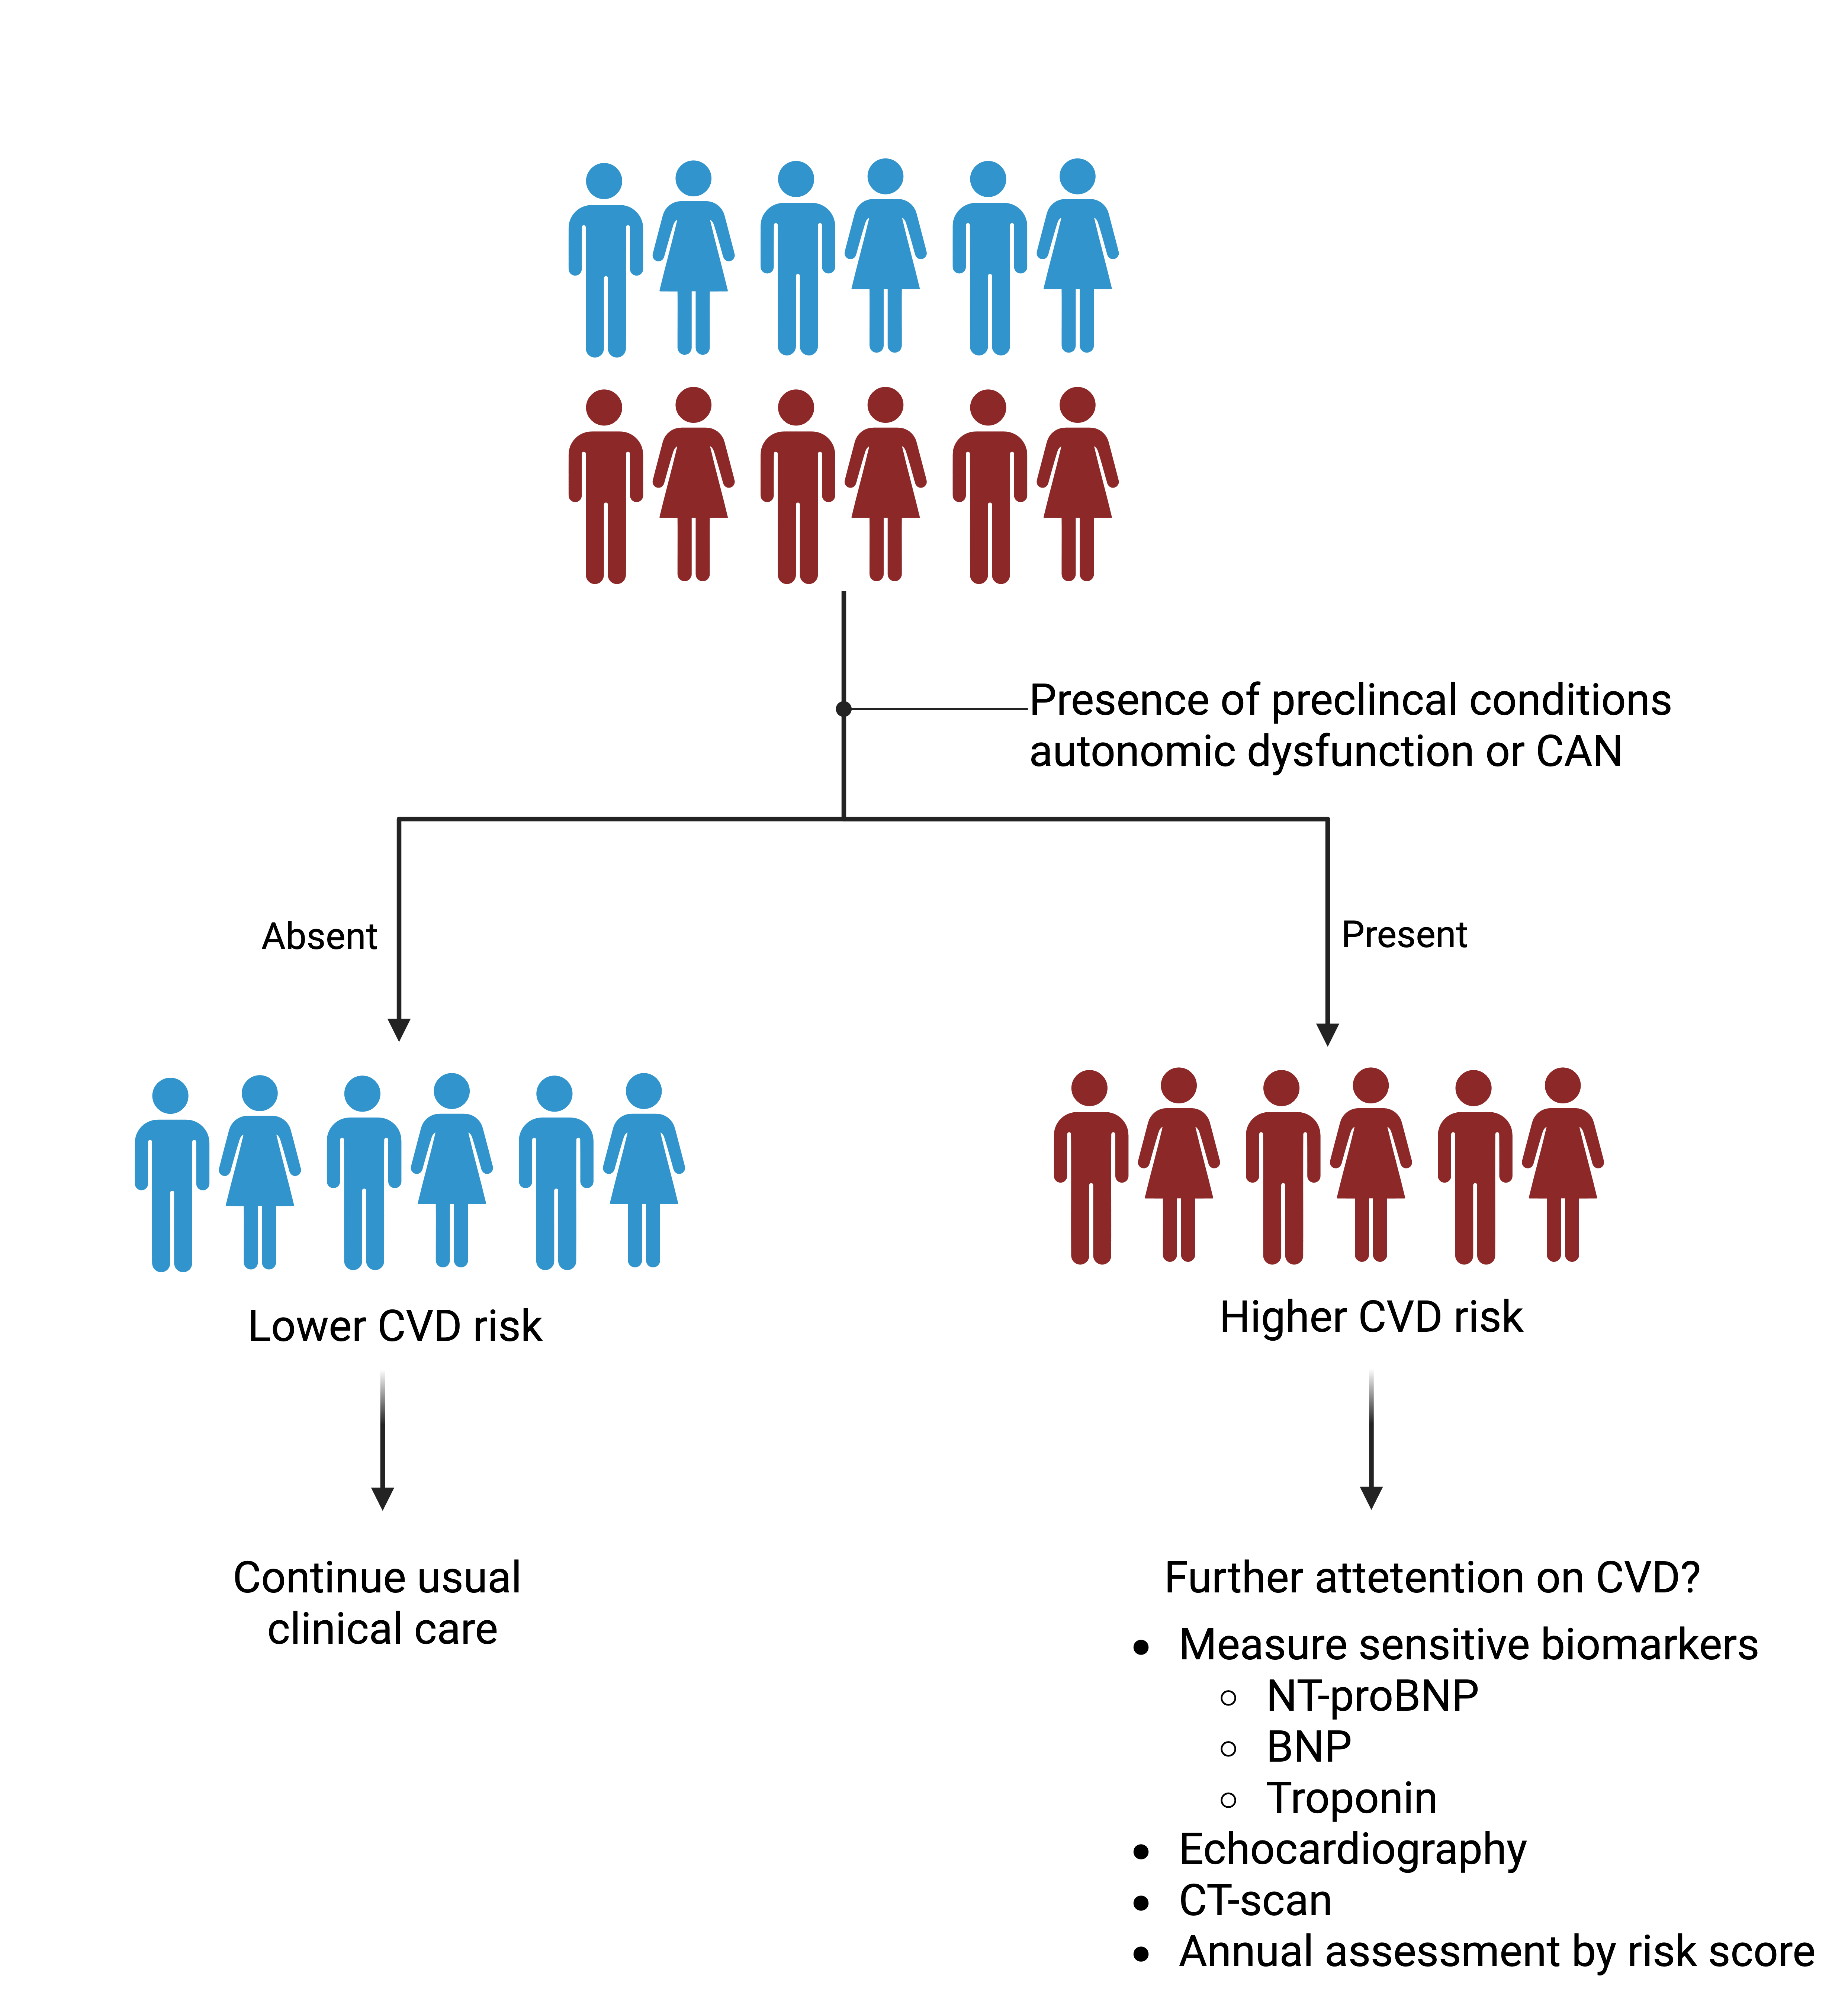 Presence of preclincal conditions
autonomic dysfunction or CAN
Absent
Present
Lower CVD risk
Higher CVD risk
Continue usual
clinical care
Further attetention on CVD?
• Measure sensitive biomarkers
○ NT-proBNP
○ BNP
○ Troponin
• Echocardiography
• CT-scan
• Annual assessment by risk score